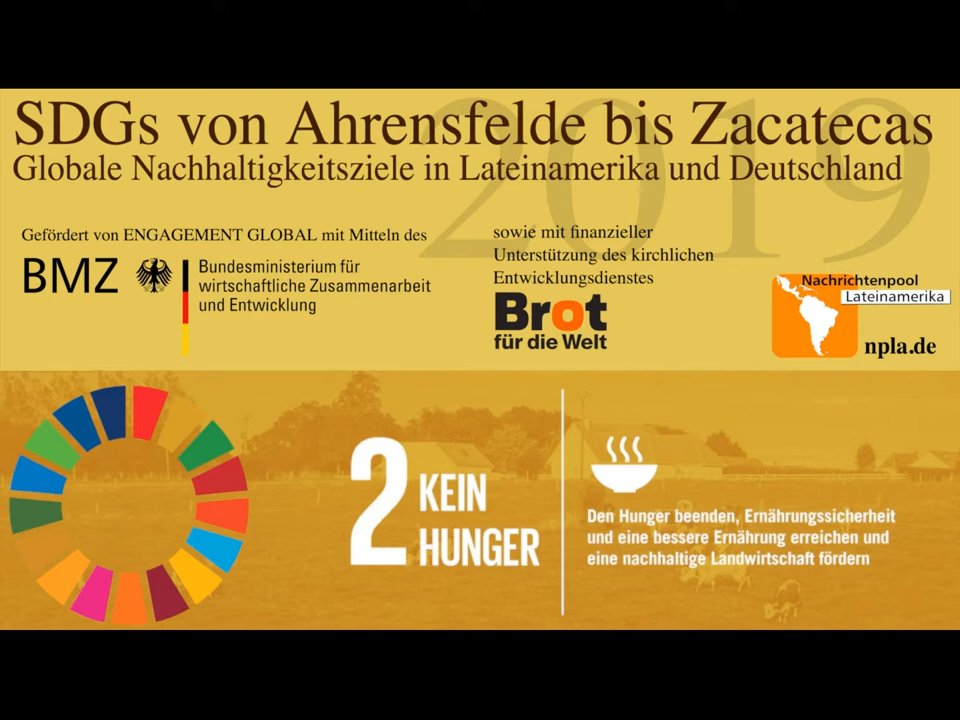 2019
SDGs von Ahrensfelde bis Zacatecas
Globale Nachhaltigkeitsziele in Lateinamerika und Deutschland
Gefördert von ENGAGEMENT GLOBAL mit Mitteln des
BMZ
Bundesministerium für
wirtschaftliche Zusammenarbeit
und Entwicklung
sowie mit finanzieller
Unterstützung des kirchlichen
Entwicklungsdienstes
Brot
für die Welt
Nachrichtenpool
Lateinamerika
npla.de
2 KEIN
HUNGER
Den Hunger beenden, Ernährungssicherheit
und eine bessere Ernährung erreichen und
eine nachhaltige Landwirtschaft fördern